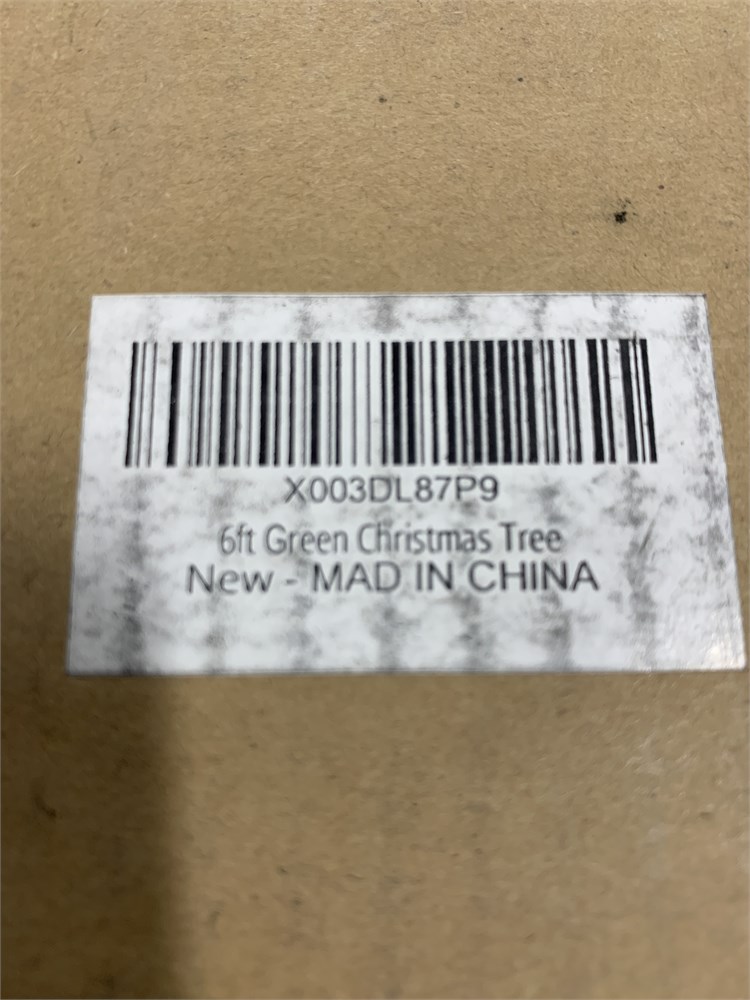 X003DL87P9
6ft Green Christmas Tree
New - MAD IN CHINA